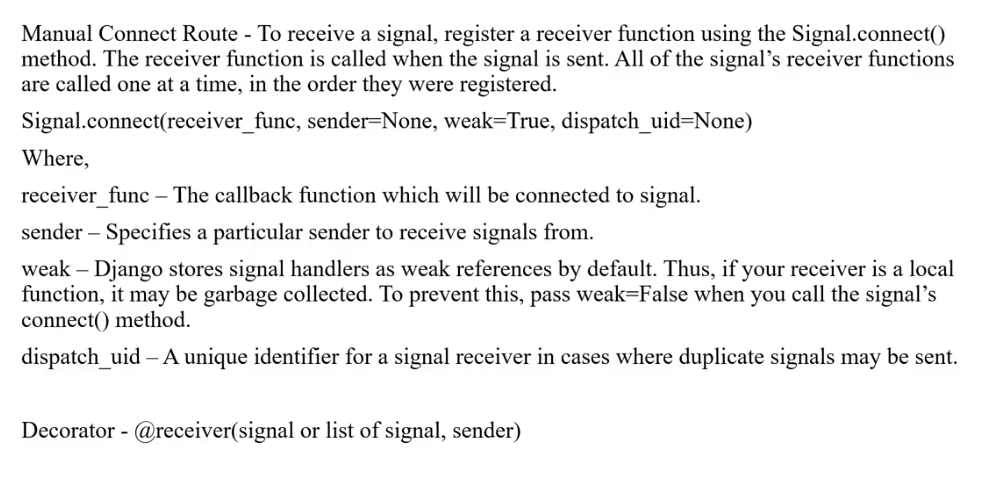 Manual Connect Route - To receive a signal, register a receiver function using the Signal.connect()
method. The receiver function is called when the signal is sent. All of the signal’s receiver functions
are called one at a time, in the order they were registered.
Signal.connect(receiver_func, sender=None, weak=True, dispatch_uid=None)
Where,
receiver_func – The callback function which will be connected to signal.
sender – Specifies a particular sender to receive signals from.
weak – Django stores signal handlers as weak references by default. Thus, if your receiver is a local
function, it may be garbage collected. To prevent this, pass weak=False when you call the signal’s
connect() method.
dispatch_uid – A unique identifier for a signal receiver in cases where duplicate signals may be sent.
Decorator - @receiver(signal or list of signal, sender)